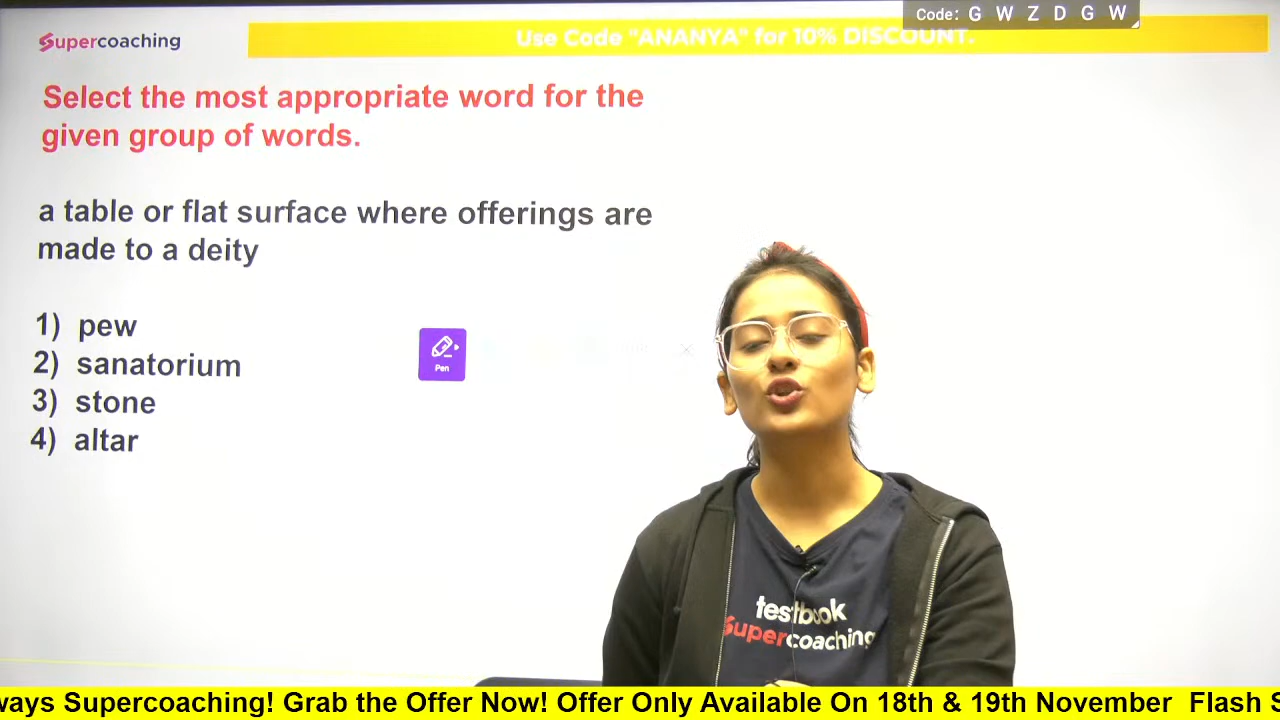 Code: G W Z D G W
Supercoaching
Use Code "ANANYA" for 10% DISCOUNT.
Select the most appropriate word for the
given group of words.
a table or flat surface where offerings are
made to a deity
1) pew
2) sanatorium
3) stone
4) altar
Pen
testbook
Supercoaching
ways Supercoaching! Grab the Offer Now! Offer Only Available On 18th & 19th November Flash S